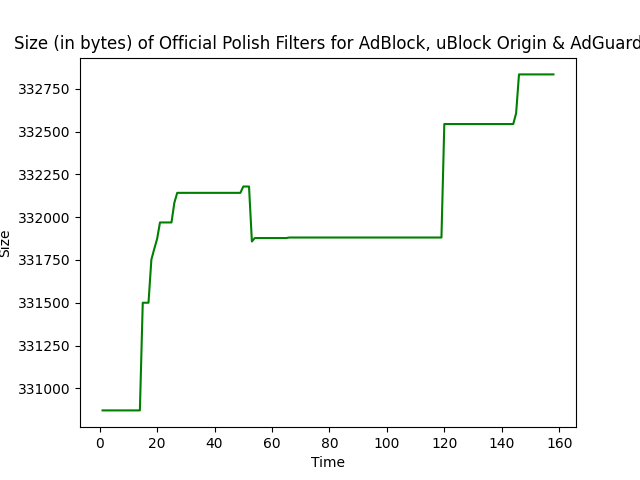 Size (in bytes) of Official Polish Filters for AdBlock, uBlock Origin & AdGuard
332750
332500
332250
332000
331750
331500
331250
331000
Size
0 20 40 60 80 100 120 140 160
Time